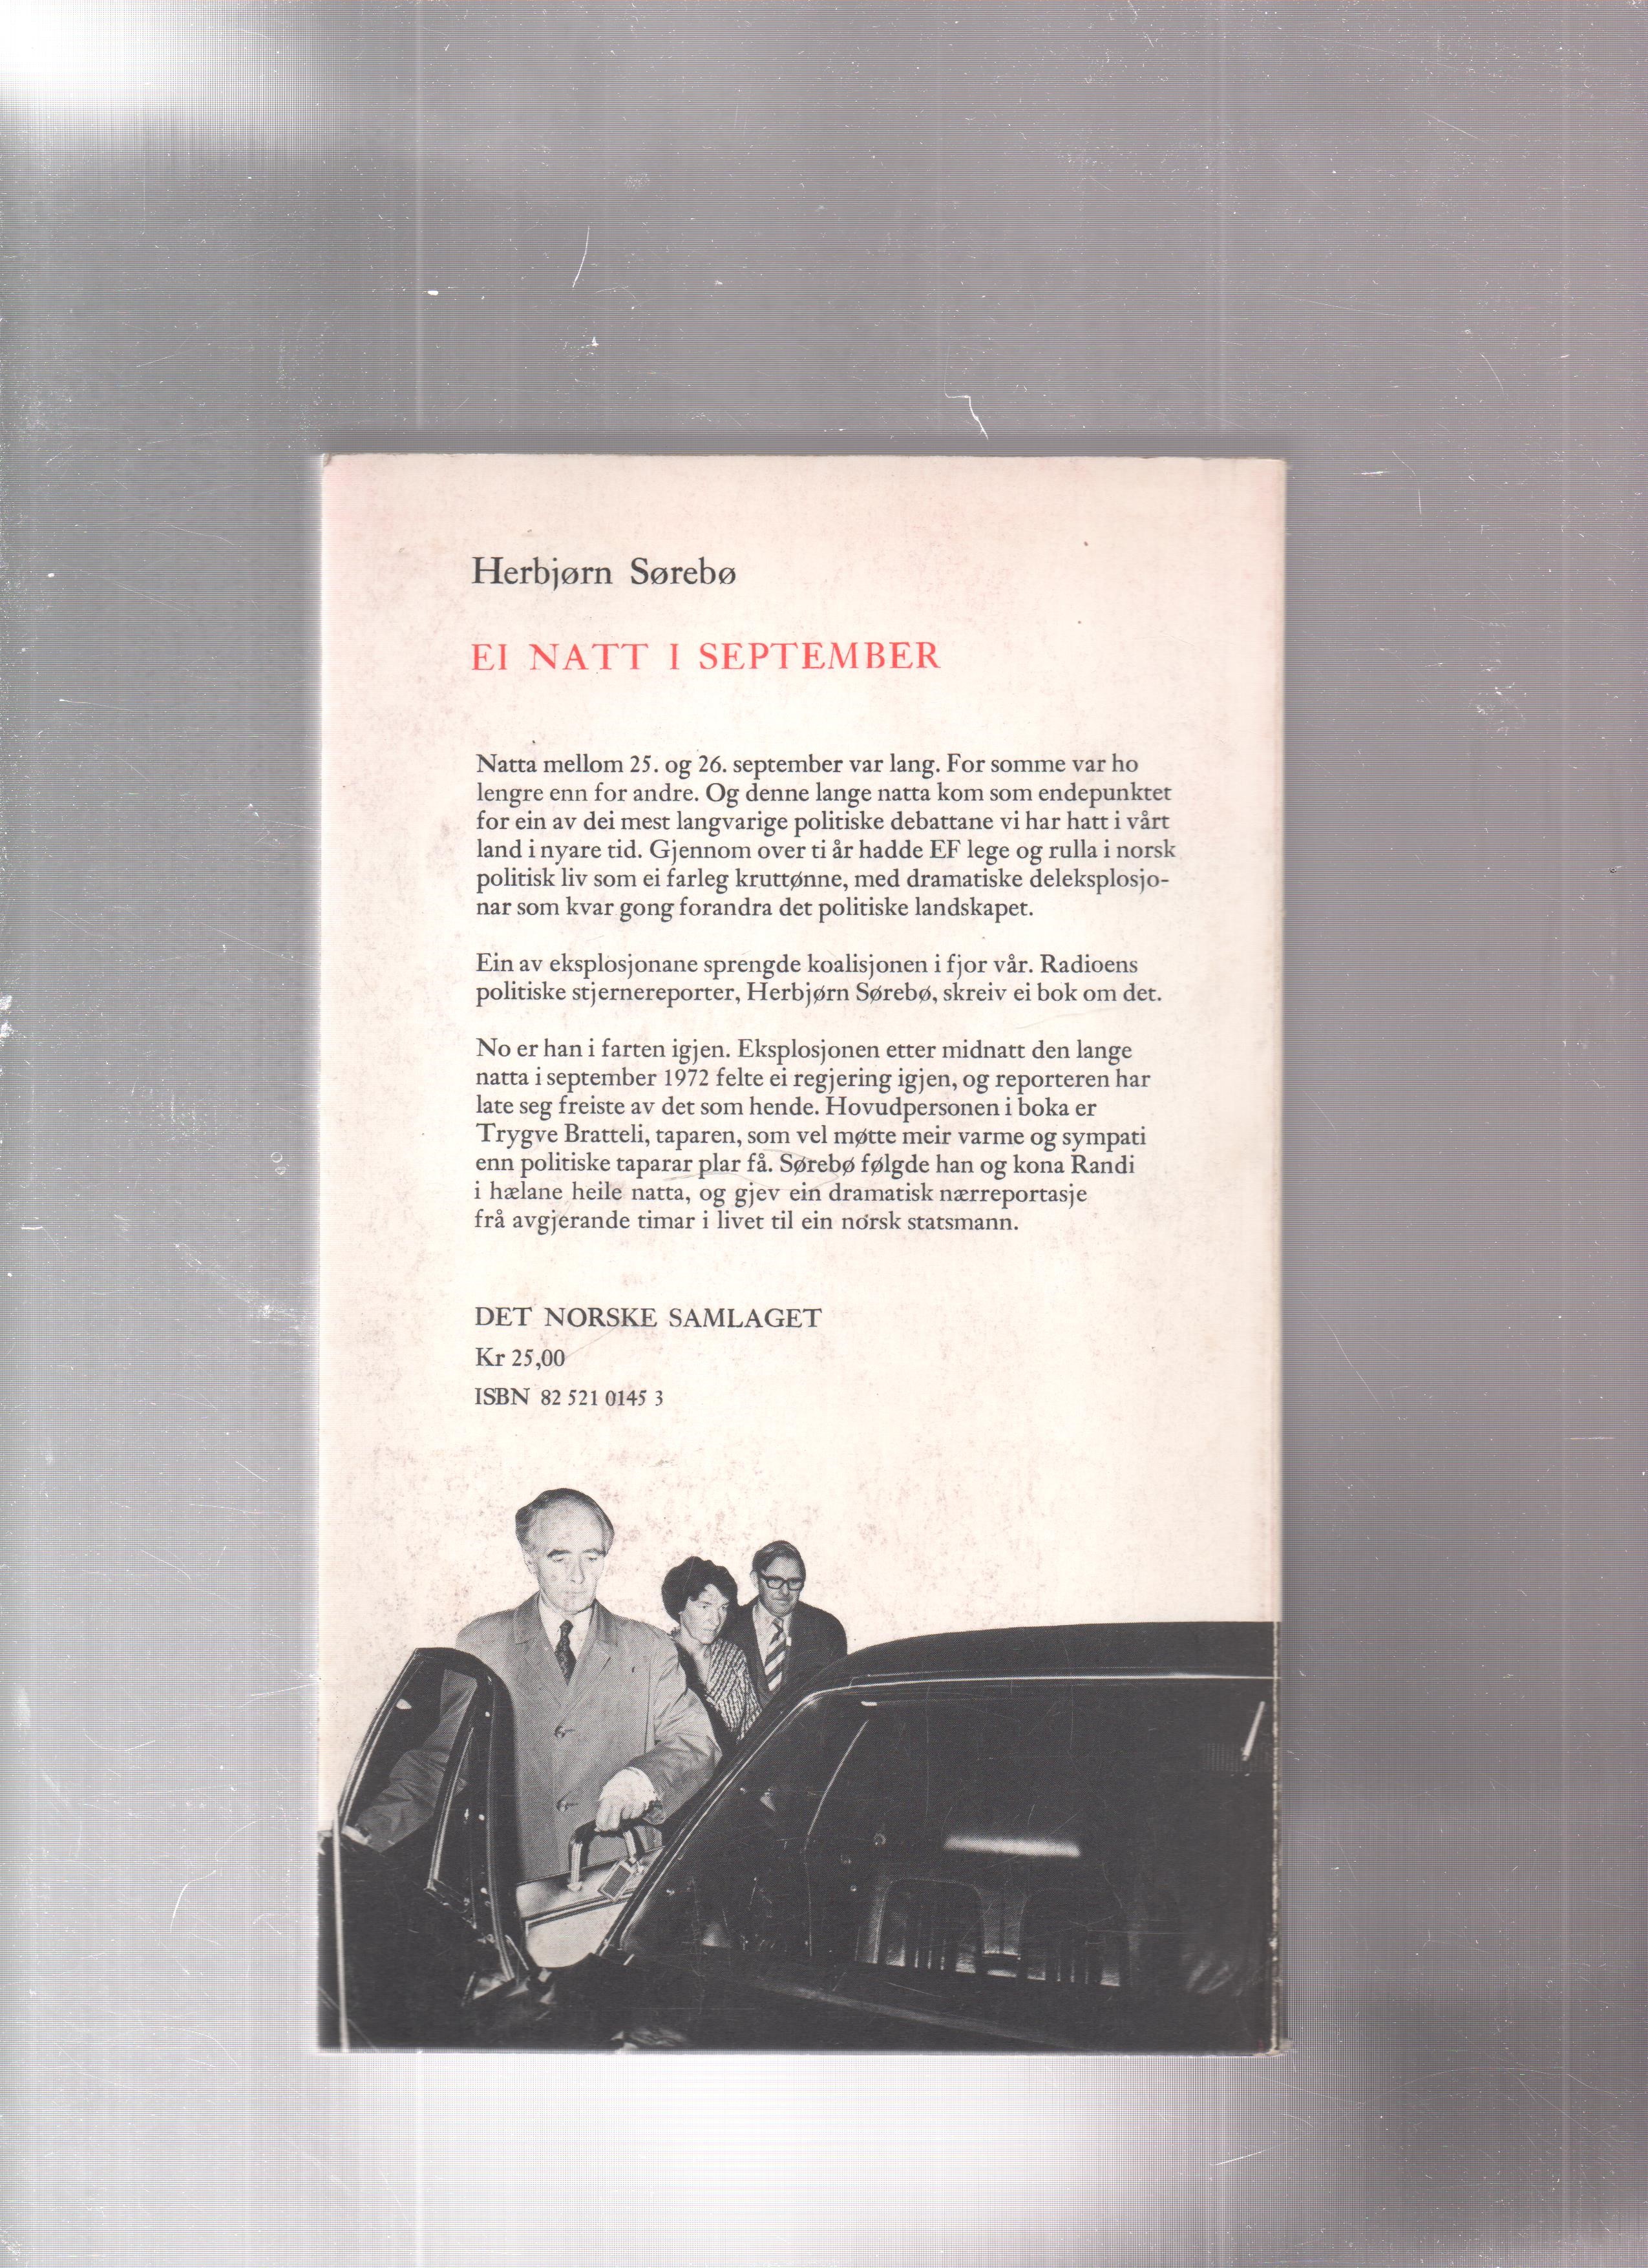 Herbjørn Sørebø
EI NATT I SEPTEMBER
Natta mellom 25. og 26. september var lang. For somme var ho
lengre enn for andre. Og denne lange natta kom som endepunktet
for ein av dei mest langvarige politiske debattane vi har hatt i vårt
land i nyare tid. Gjennom over ti år hadde EF lege og rulla i norsk
politisk liv som ei farleg kruttønne, med dramatiske deleksplosjo-
nar som kvar gong forandra det politiske landskapet.
Ein av eksplosjonane sprengde koalisjonen i fjor vår. Radioens
politiske stjernereporter, Herbjørn Sørebø, skreiv ei bok om det.
No er han i farten igjen. Eksplosjonen etter midnatt den lange
natta i september 1972 felte ei regjering igjen, og reporteren har
late seg freiste av det som hende. Hovudpersonen i boka er
Trygve Bratteli, taparen, som vel møtte meir varme og sympati
enn politiske taparar plar få. Sørebø følgde han og kona Randi
i hælane heile natta, og gjev ein dramatisk nærreportasje
frå avgjerande timar i livet til ein norsk statsmann.
DET NORSKE SAMLAGET
Kr 25,00
ISBN 82 521 0145 3